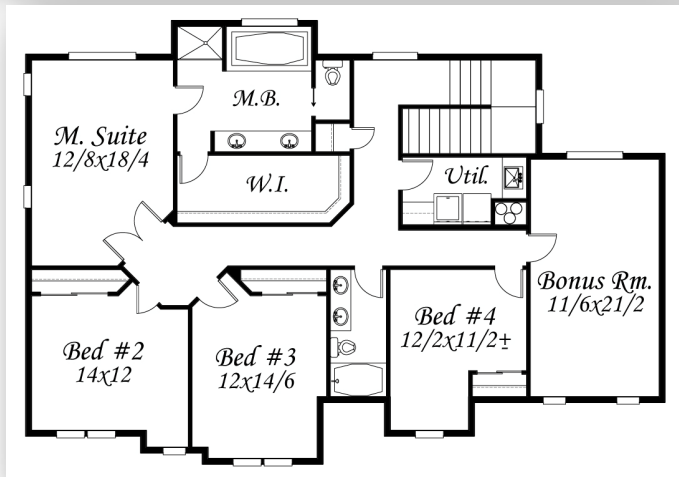 M.B.
M. Suite
12/8x18/4
W.I.
Util.
Bonus Rm.
11/6x21/2
Bed #2
14x12
Bed #3
12x14/6
Bed #4
12/2x11/2±